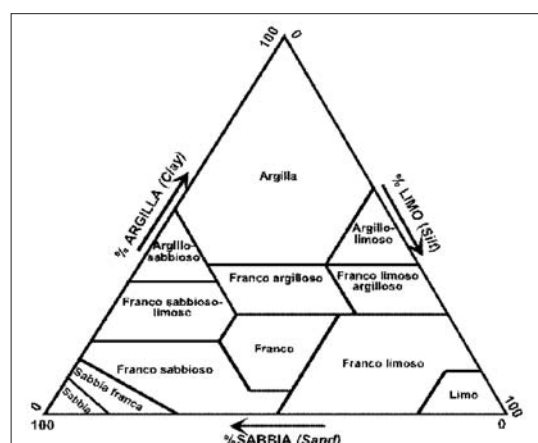 100
0
% ARGILLA (Clay)
% LIMO (Silt)
Argilla
Argillo-
sabbioso
Argillo-
limoso
Franco argilloso
Franco limoso
argilloso
Franco sabbioso-
limoso
Franco
Franco sabbioso
Franco limoso
Sabbia franca
Sabbia
Limo
0
100
100
0
%SABBIA (Sand)